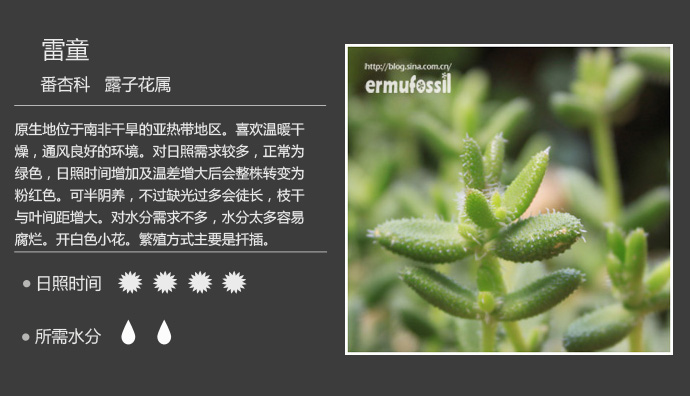 雷童
番杏科 露子花属
原生地位于南非干旱的亚热带地区。喜欢温暖干
燥，通风良好的环境。对日照需求较多，正常为
绿色，日照时间增加及温差增大后会整株转变为
粉红色。可半阴养，不过缺光过多会徒长，枝干
与叶间距增大。对水分需求不多，水分太多容易
腐烂。开白色小花。繁殖方式主要是扦插。
日照时间
所需水分
http://blog.sina.com.cn/
ermufossil